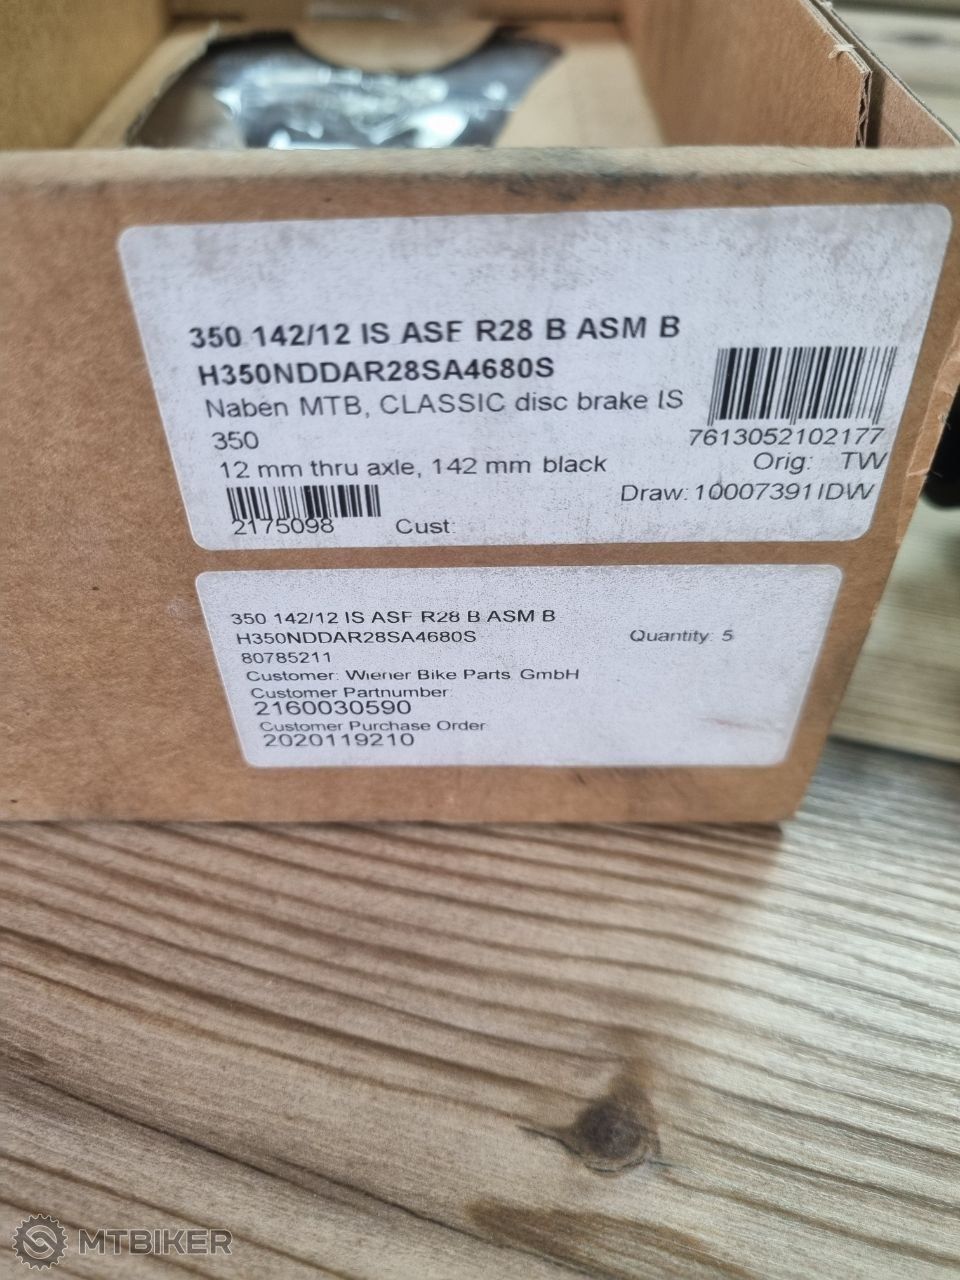 350 142/12 IS ASF R28 B ASM B
H350NDDAR28SA4680S
Naben MTB, CLASSIC disc brake IS
350
7613052102177
12 mm thru axle, 142 mm black
Orig: TW
Draw: 10007391IDW
2175098
Cust:
350 142/12 IS ASF R28 B ASM B
H350NDDAR28SA4680S
Quantity: 5
80785211
Customer: Wiener Bike Parts GmbH
Customer Partnumber:
2160030590
Customer Purchase Order
2020119210
MTBIKER